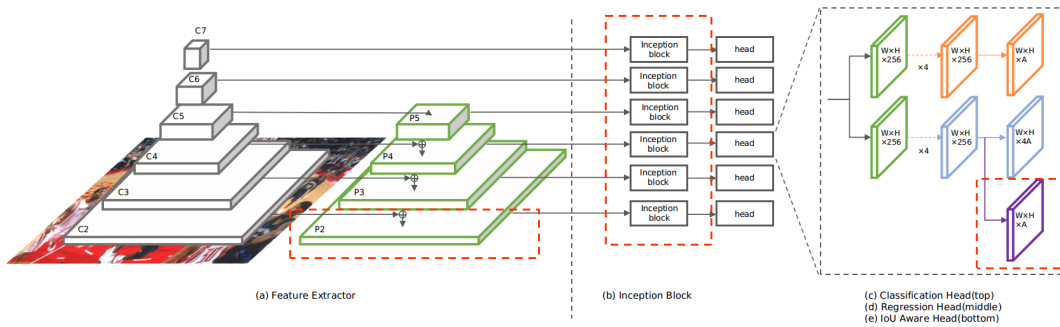 C7
C6
C5
C4
C3
C2
P5
P4
P3
P2
Inception
block
head
Inception
block
head
Inception
block
head
Inception
block
head
Inception
block
head
Inception
block
head
W×H
×256
×4
W×H
×256
W×H
×A
W×H
×256
×4
W×H
×256
W×H
×4A
W×H
×A
(a) Feature Extractor
(b) Inception Block
(c) Classification Head(top)
(d) Regression Head(middle)
(e) IoU Aware Head(bottom)